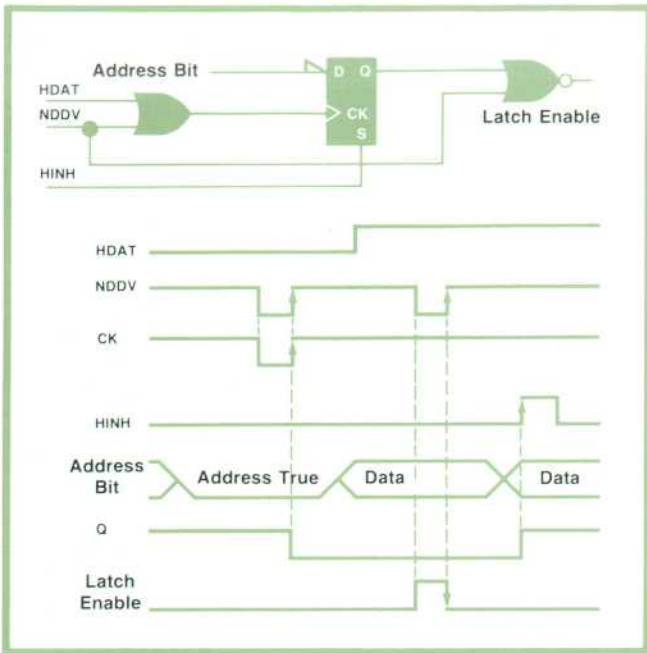 Address Bit
D Q
HDAT
NDDV
CK
Latch Enable
S
HINH
HDAT
NDDV
CK
HINH
Address
Bit
Address True
Data
Data
Q
Latch
Enable